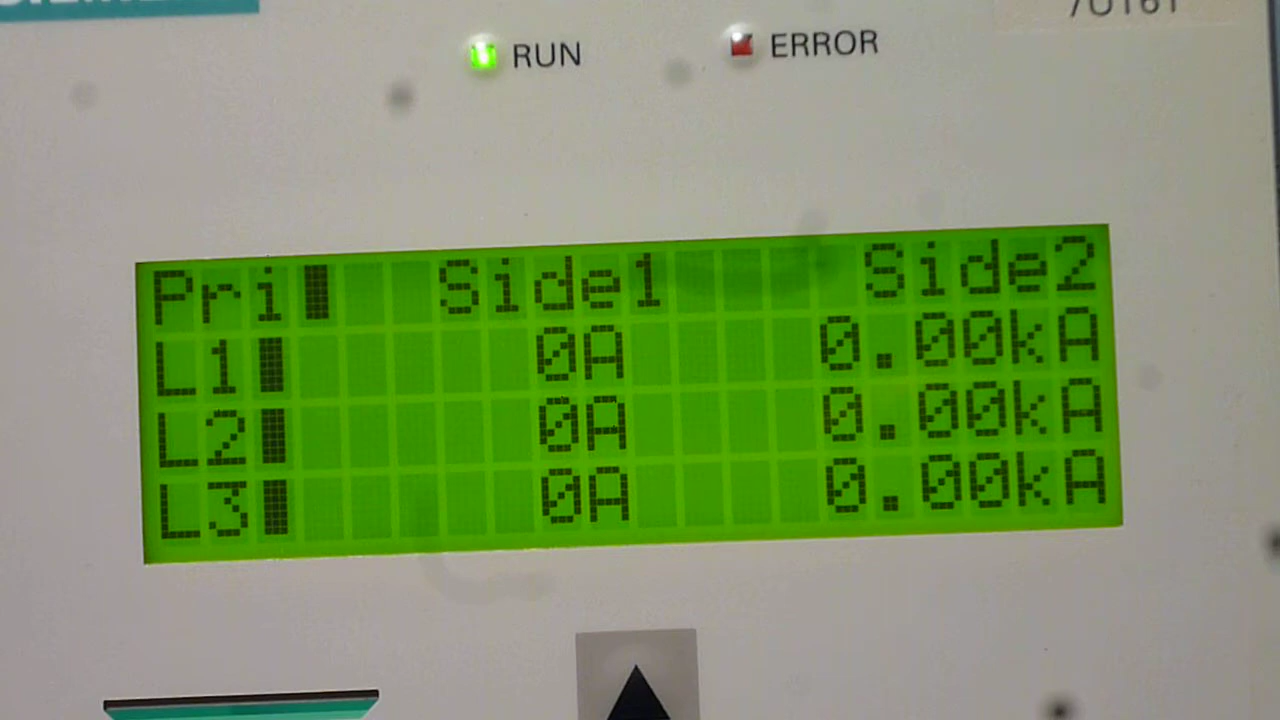 RUN ERROR
Pri Side1 Side2
L1 0A 0.00kA
L2 0A 0.00kA
L3 0A 0.00kA